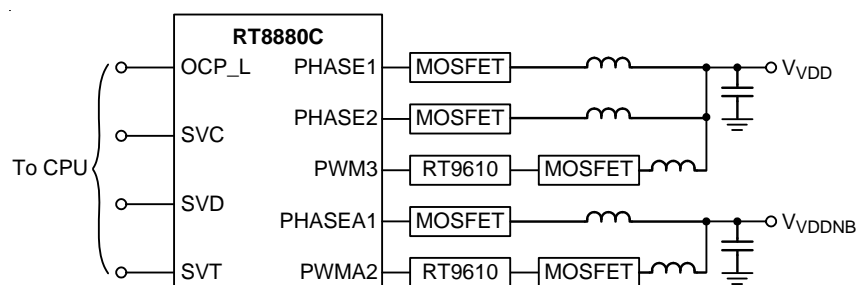 RT8880C
OCP_L PHASE1 MOSFET V_VDD
PHASE2 MOSFET
SVC
To CPU PWM3 RT9610 MOSFET
SVD PHASEA1 MOSFET V_VDDNB
SVT PWMA2 RT9610 MOSFET